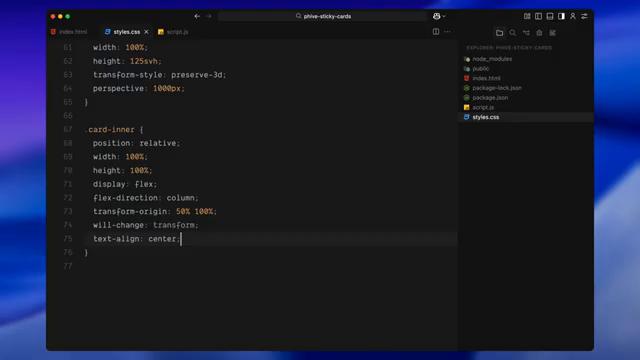 phive-sticky-cards
index.html
styles.css
script.js
EXPLORER: PHIVE-STICKY-CARDS
node_modules
public
index.html
package-lock.json
package.json
script.js
styles.css
61 width: 100%;
62 height: 125svh;
63 transform-style: preserve-3d;
64 perspective: 1000px;
65 }
66
67 .card-inner {
68 position: relative;
69 width: 100%;
70 height: 100%;
71 display: flex;
72 flex-direction: column;
73 transform-origin: 50% 100%;
74 will-change: transform;
75 text-align: center;
76 }
77